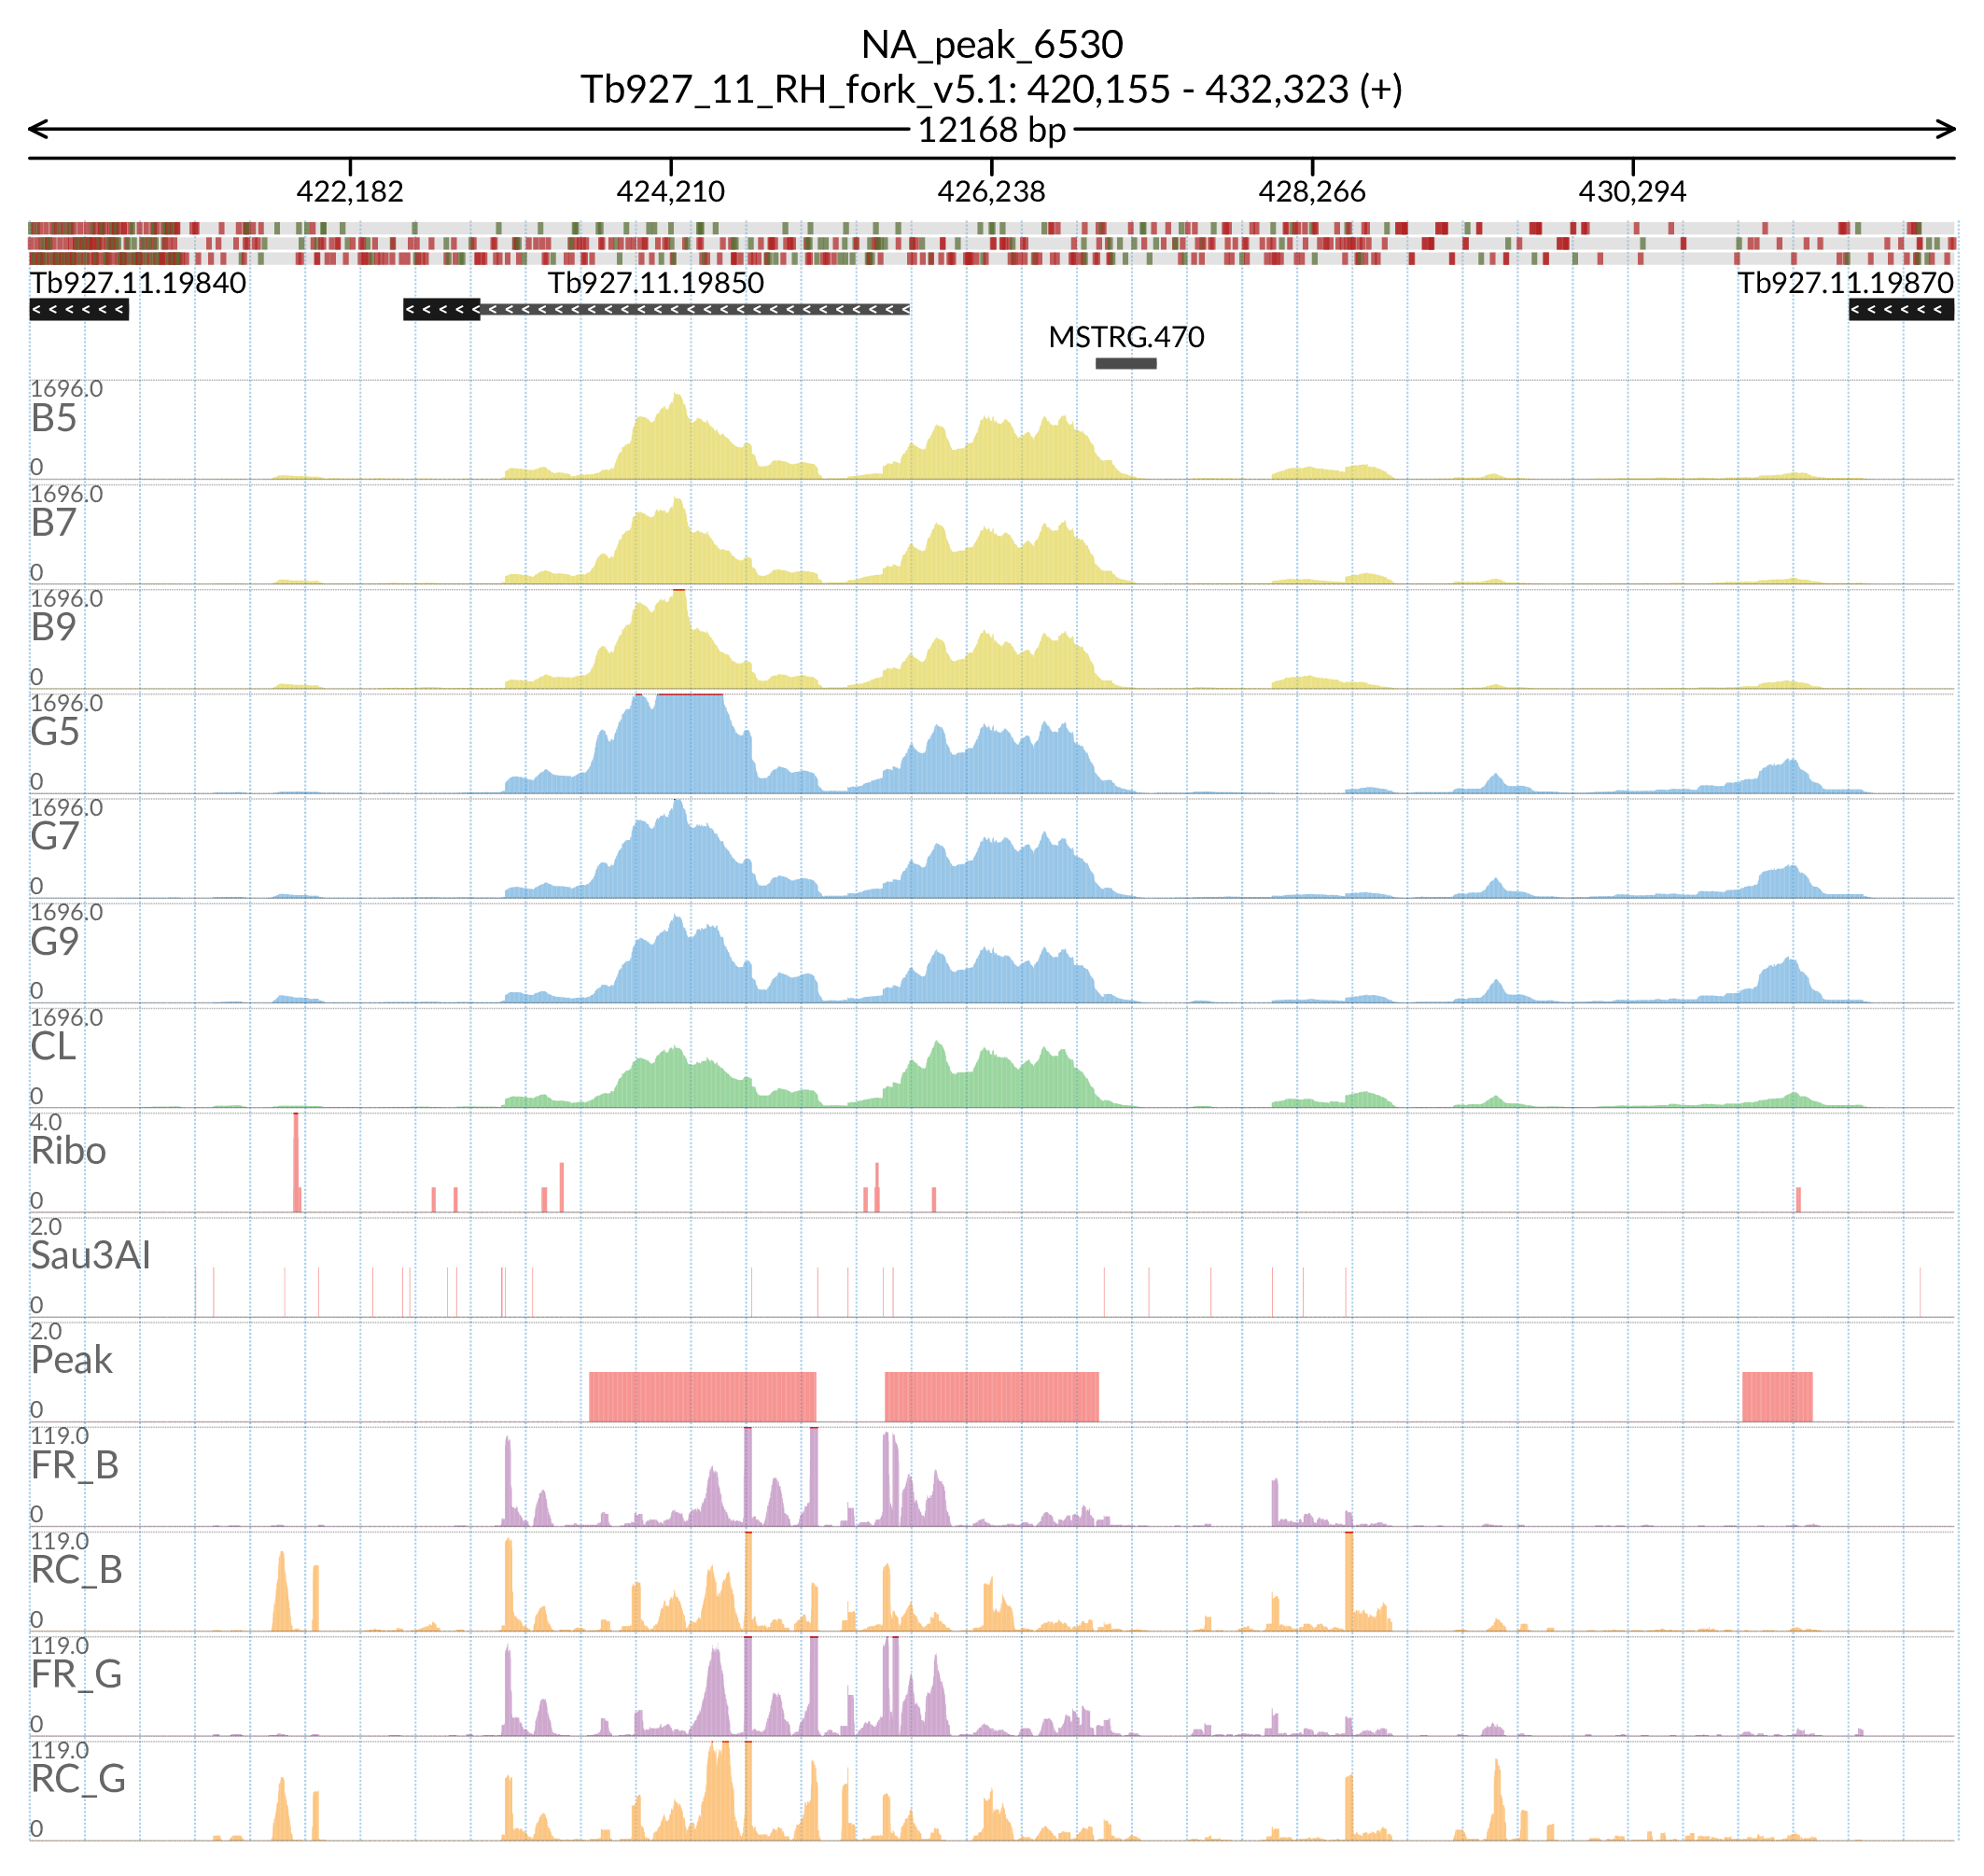 NA_peak_6530
Tb927_11_RH_fork_v5.1: 420,155 - 432,323 (+)
12168 bp
422,182 424,210 426,238 428,266 430,294
Tb927.11.19840 Tb927.11.19850 Tb927.11.19870
MSTRG.470
1696.0
B5
0
1696.0
B7
0
1696.0
B9
0
1696.0
G5
0
1696.0
G7
0
1696.0
G9
0
1696.0
CL
0
4.0
Ribo
0
2.0
Sau3AI
0
2.0
Peak
0
119.0
FR_B
0
119.0
RC_B
0
119.0
FR_G
0
119.0
RC_G
0